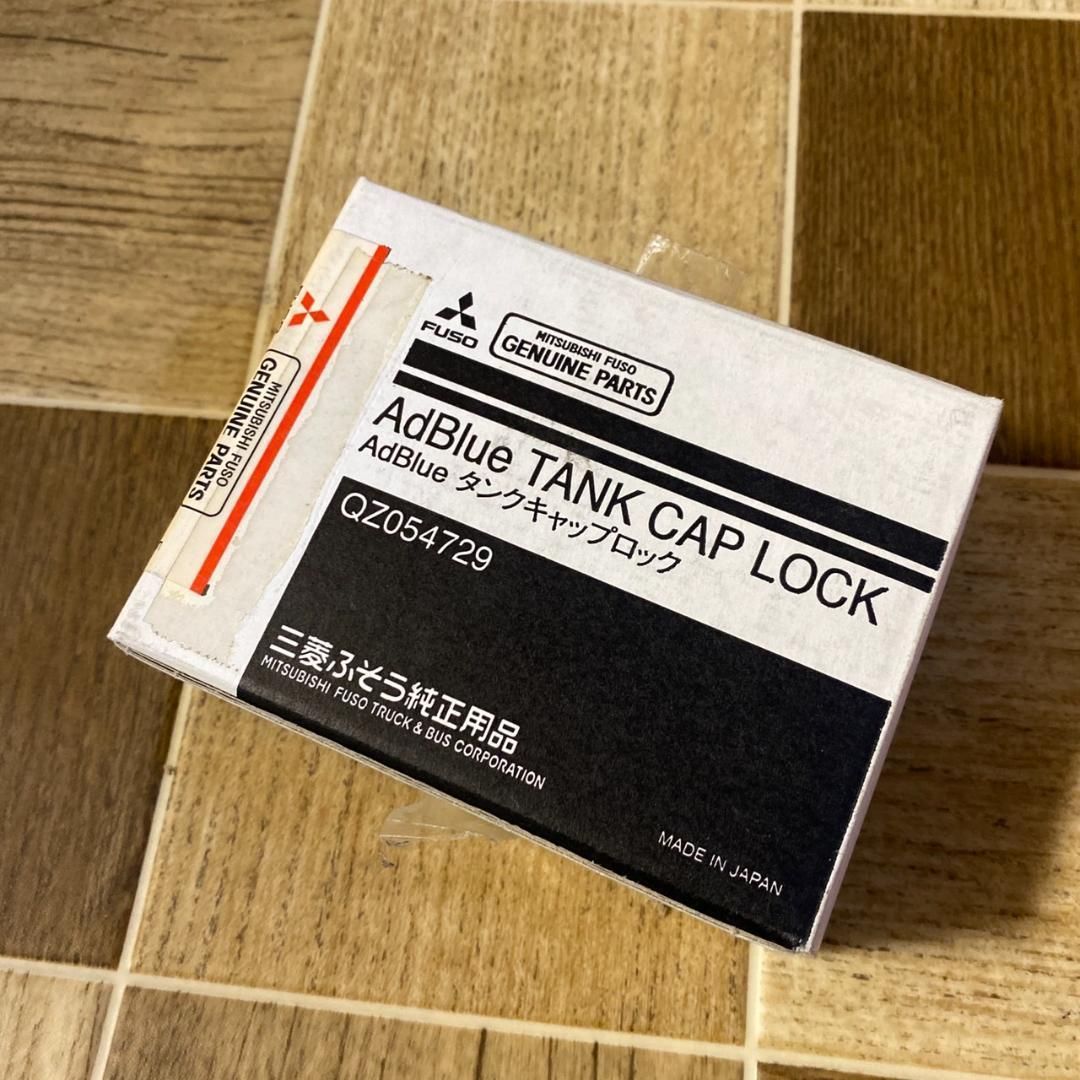 FUSO
MITSUBISHI FUSO
GENUINE PARTS
AdBlue TANK CAP LOCK
AdBlue タンクキャップロック
QZ054729
三菱ふそう純正用品
MITSUBISHI FUSO TRUCK & BUS CORPORATION
MADE IN JAPAN
MITSUBISHI FUSO
GENUINE PARTS